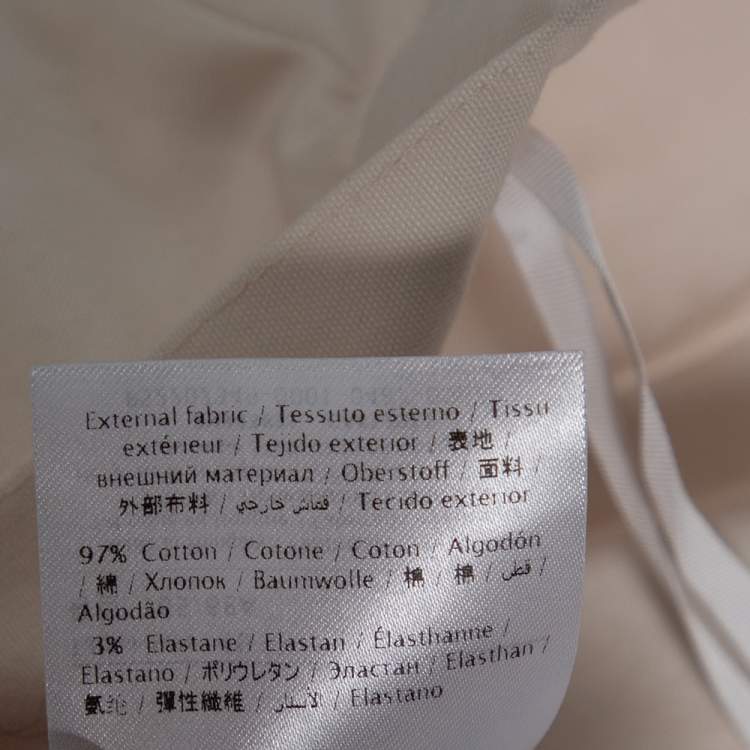 External fabric / Tessuto esterno / Tissu
extérieur / Tejido exterior / 表地 /
внешний материал / Oberstoff / 面料 /
外部布料 / قماش خارجي / Tecido exterior
97% Cotton / Cotone / Coton / Algodón
/ 綿 / Хлопок / Baumwolle / 棉 / 棉 / قطن /
Algodão
3% Elastane / Elastan / Élasthanne /
Elastano / ポリウレタン / Эластан / Elasthan /
氨纶 / 彈性纖維 / الاستان / Elastano